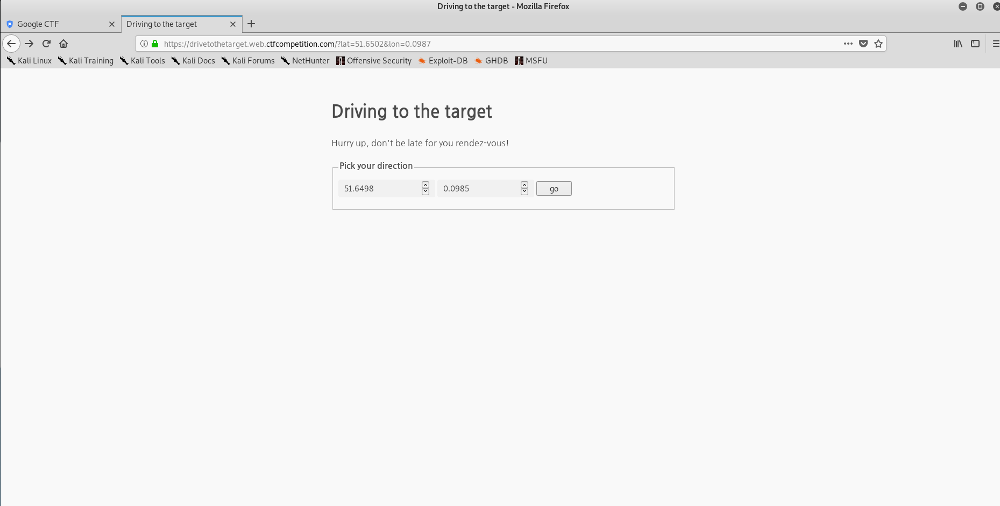 Driving to the target - Mozilla Firefox
Google CTF
Driving to the target
https://drivetothetarget.web.ctfcompetition.com/?lat=51.6502&lon=0.0987
Kali Linux Kali Training Kali Tools Kali Docs Kali Forums NetHunter Offensive Security Exploit-DB GHDB MSFU
Driving to the target
Hurry up, don't be late for you rendez-vous!
Pick your direction
51.6498 0.0985 go